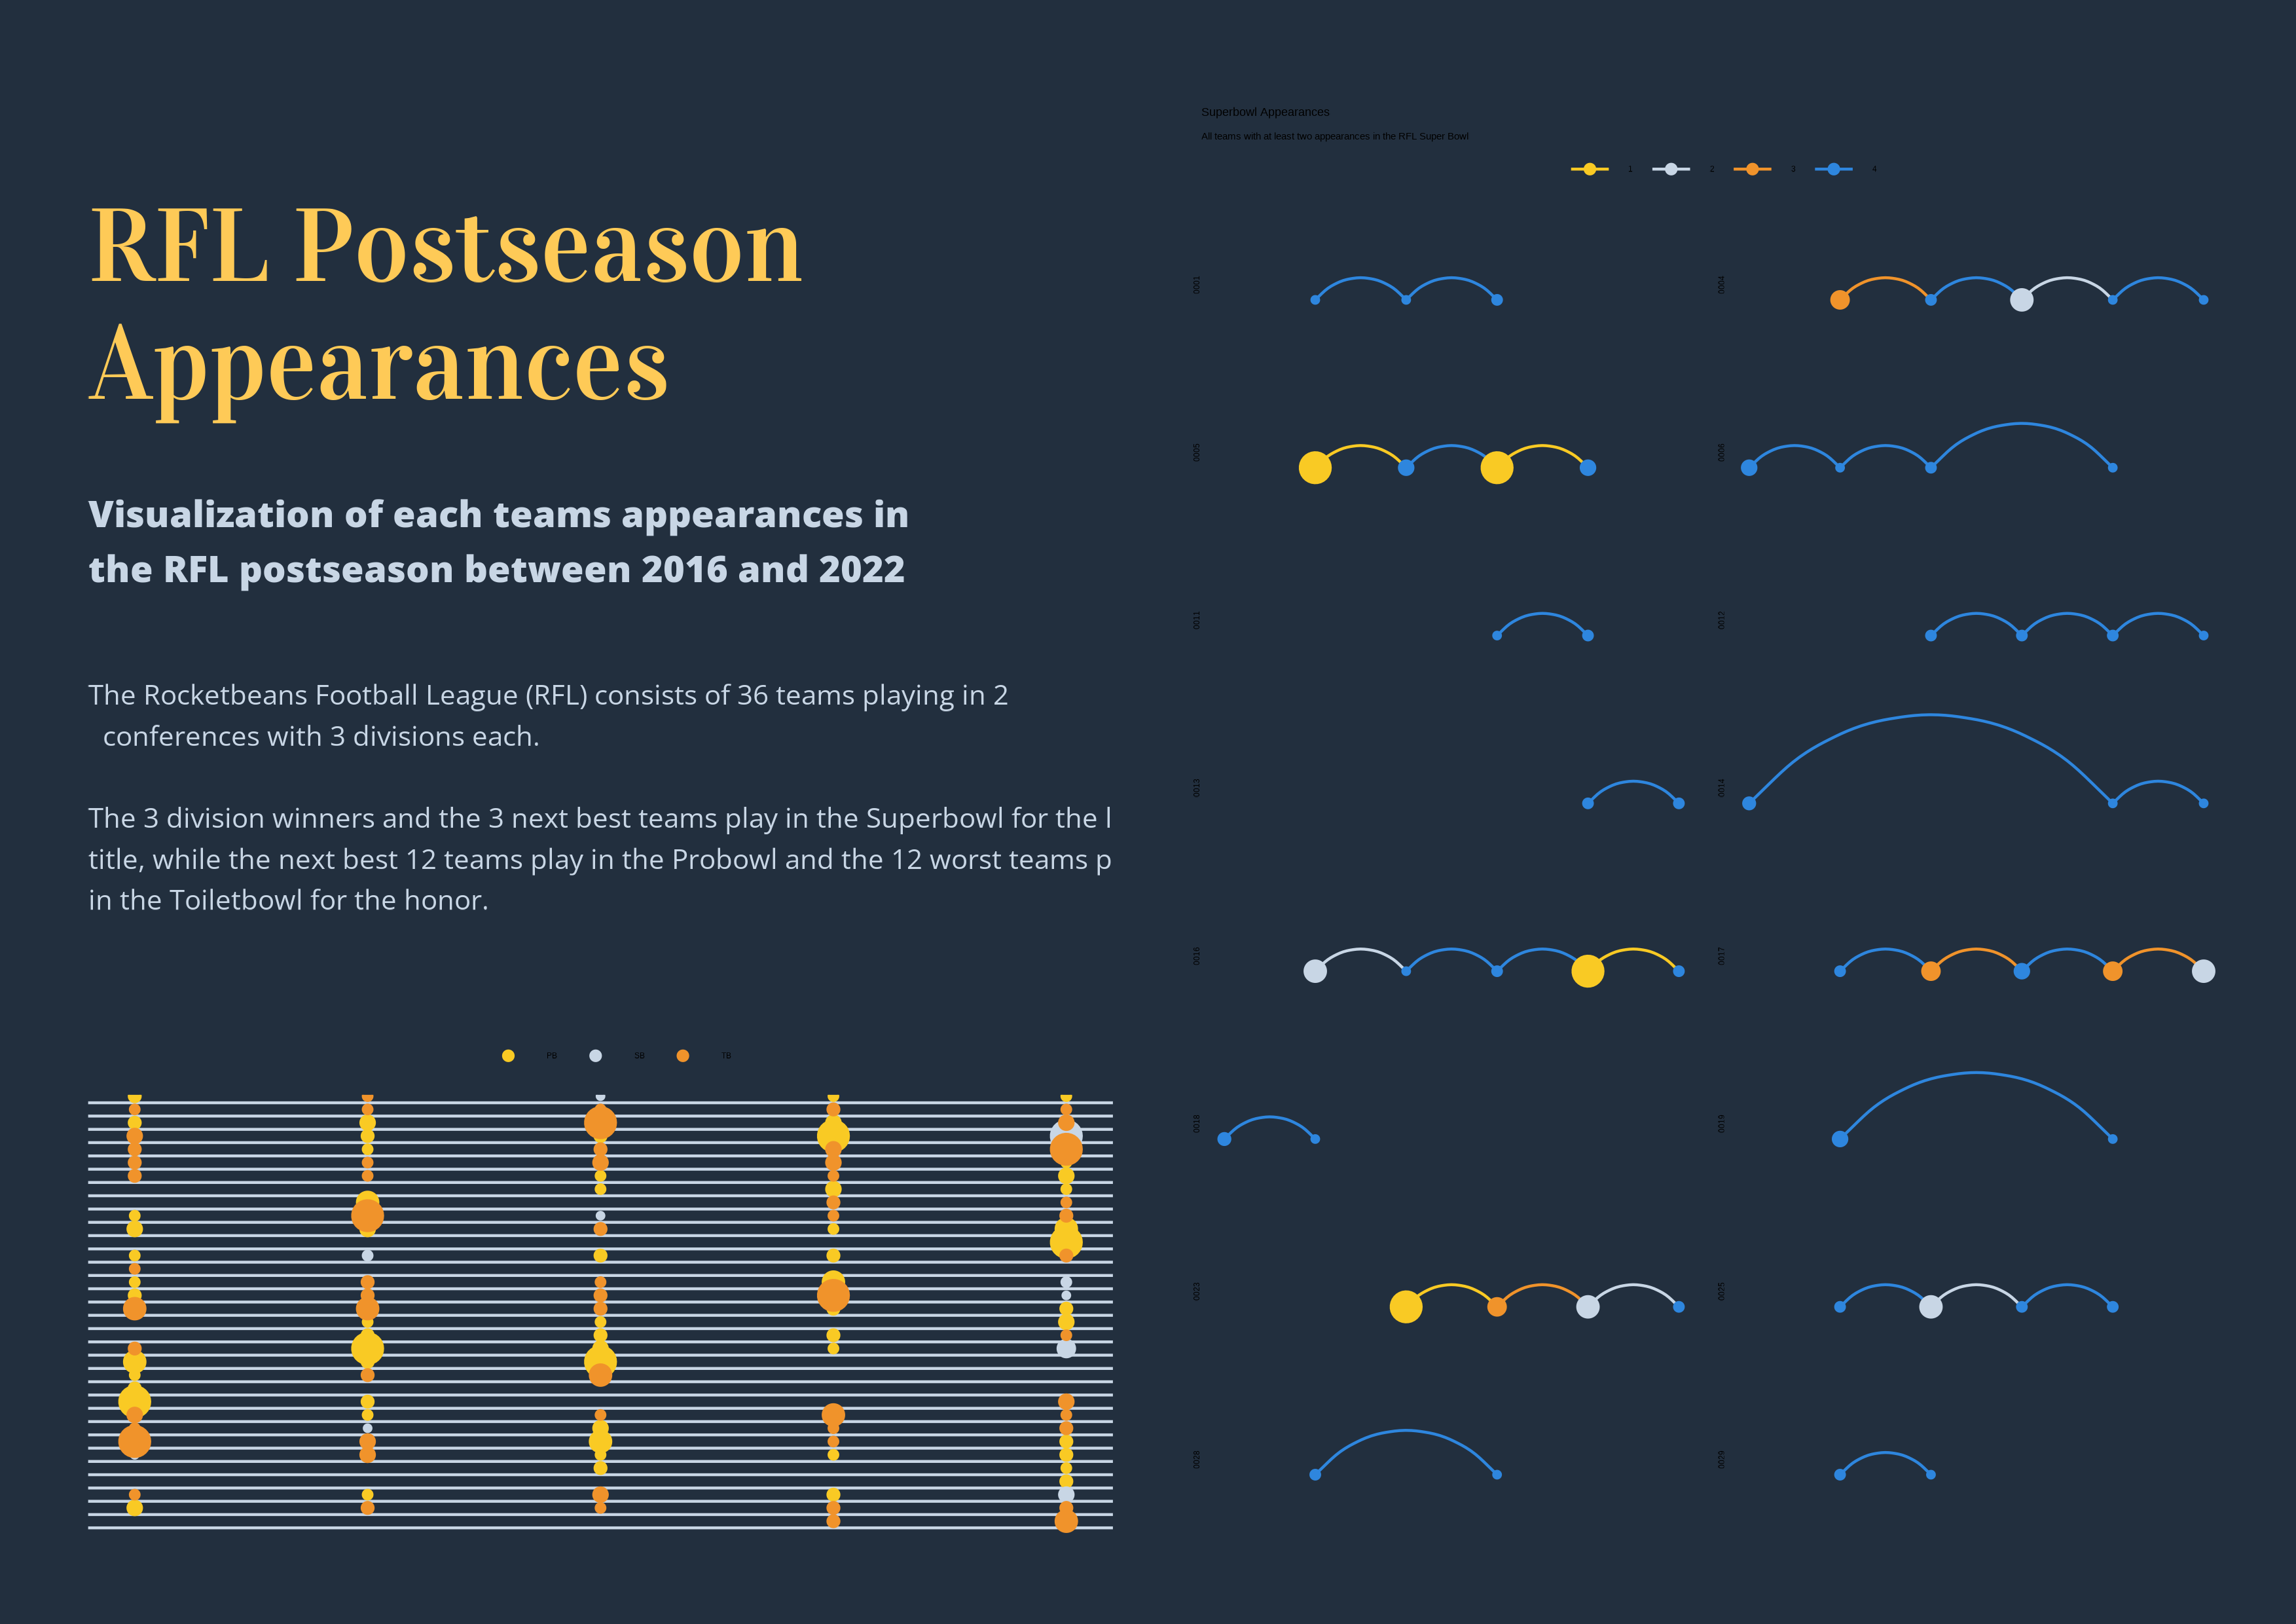 RFL Postseason
Appearances
Visualization of each teams appearances in
the RFL postseason between 2016 and 2022
The Rocketbeans Football League (RFL) consists of 36 teams playing in 2
conferences with 3 divisions each.
The 3 division winners and the 3 next best teams play in the Superbowl for the l
title, while the next best 12 teams play in the Probowl and the 12 worst teams p
in the Toiletbowl for the honor.
PB SB TB
Superbowl Appearances
All teams with at least two appearances in the RFL Super Bowl
1 2 3 4
0001 0004
0005 0006
0011 0012
0013 0014
0016 0017
0018 0019
0023 0025
0028 0029